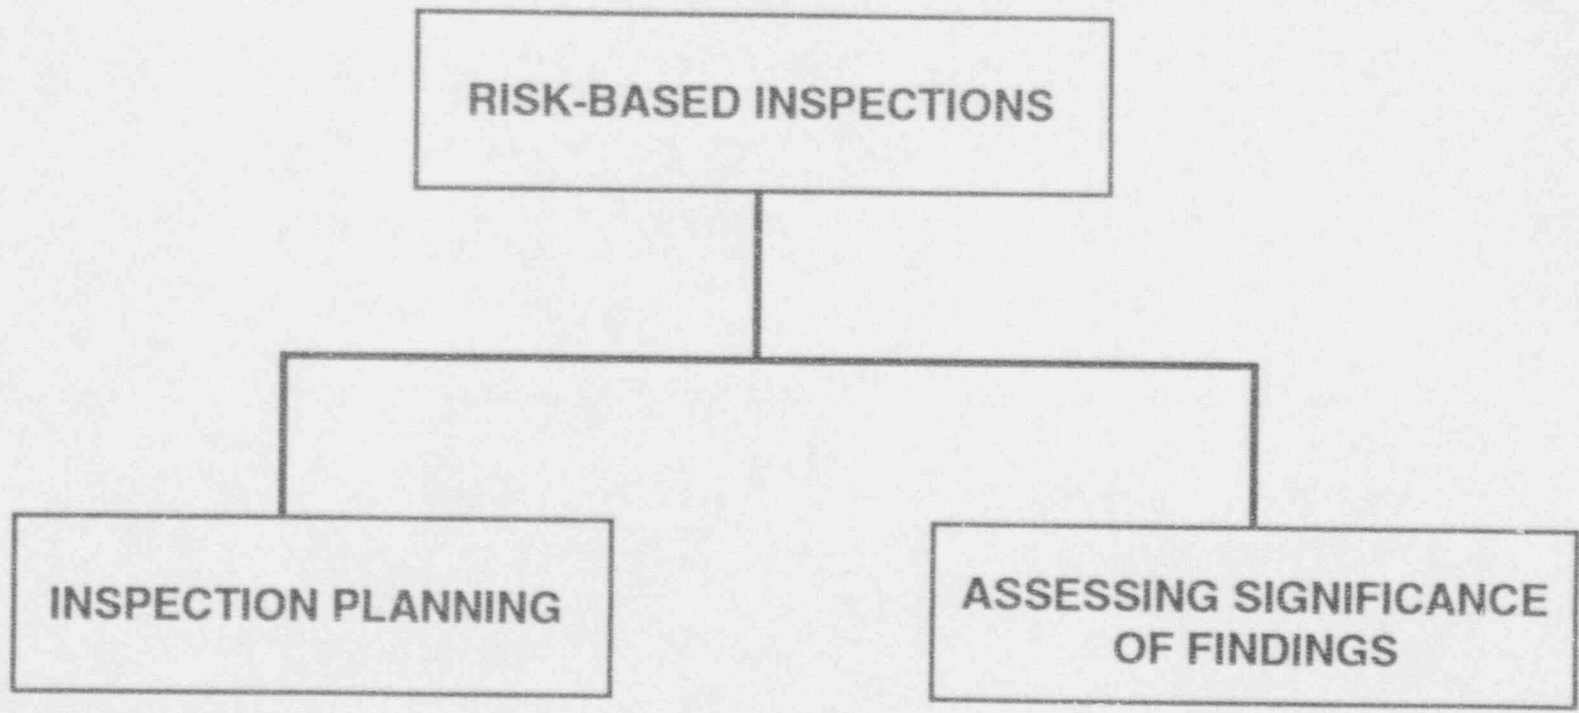 RISK-BASED INSPECTIONS
INSPECTION PLANNING
ASSESSING SIGNIFICANCE
OF FINDINGS